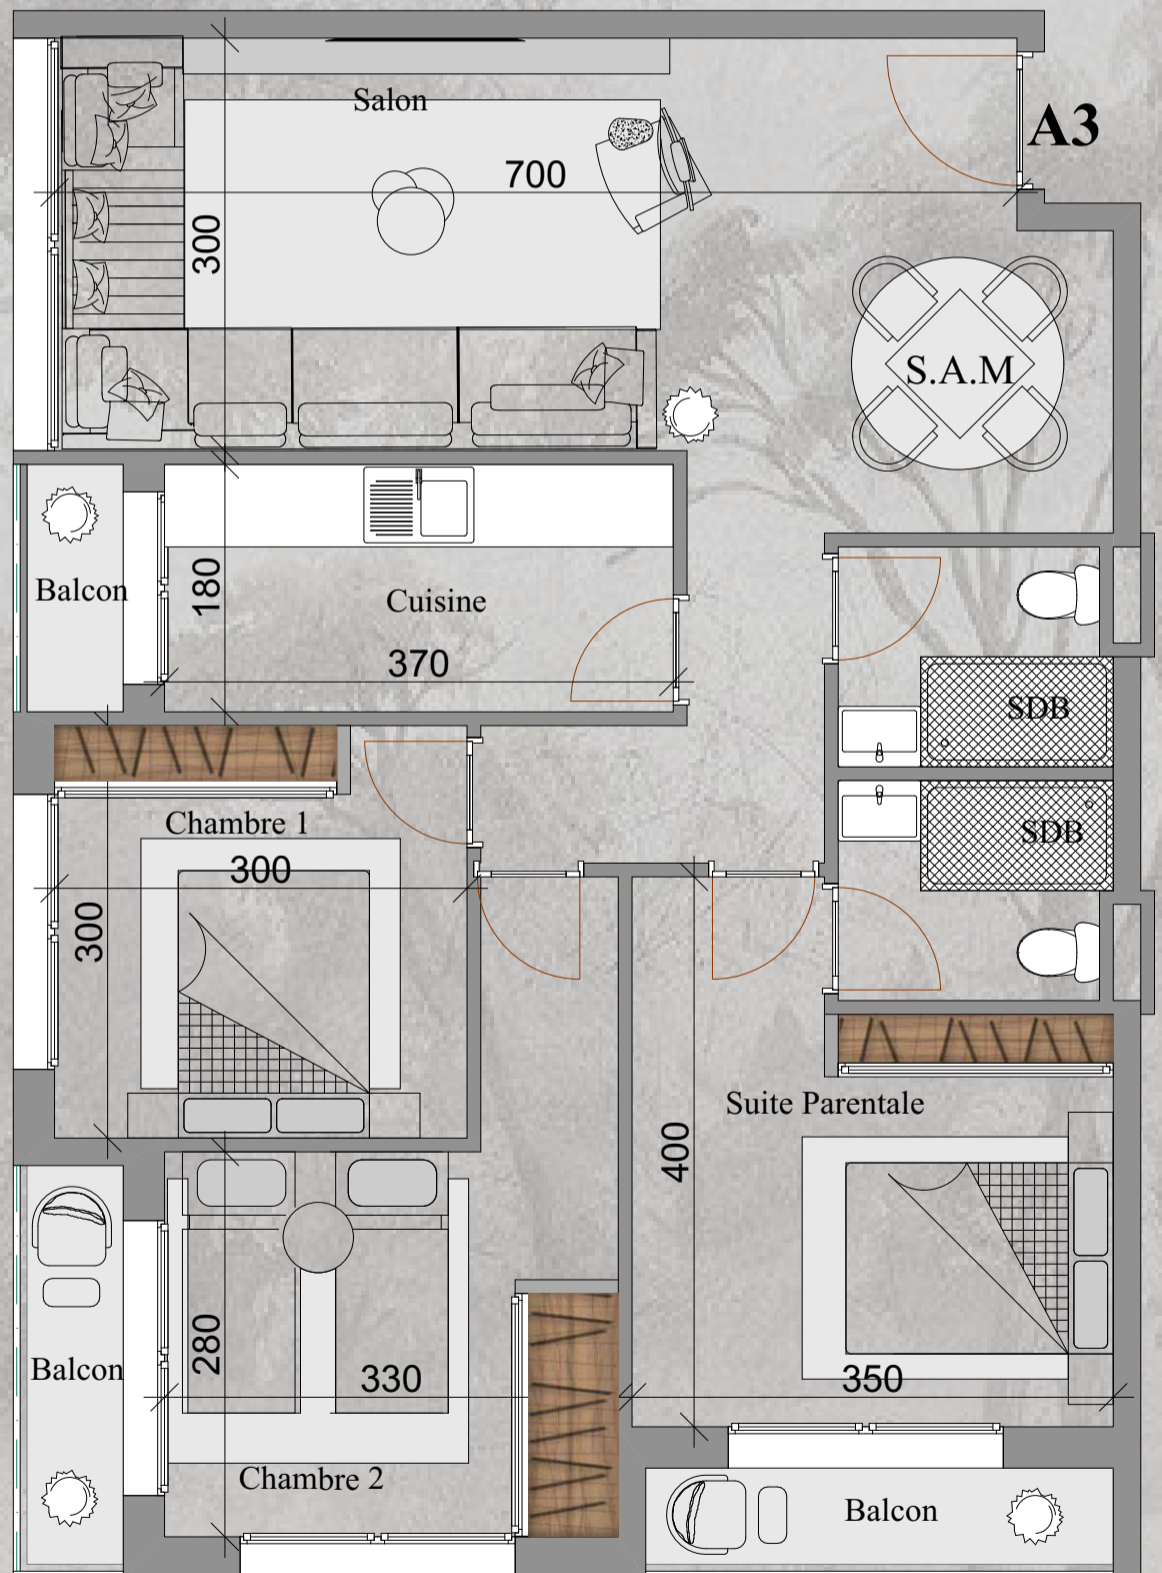 Salon
A3
700
300
S.A.M
Balcon
180
Cuisine
370
SDB
SDB
Chambre 1
300
300
Suite Parentale
400
Balcon
280
330
350
Chambre 2
Balcon